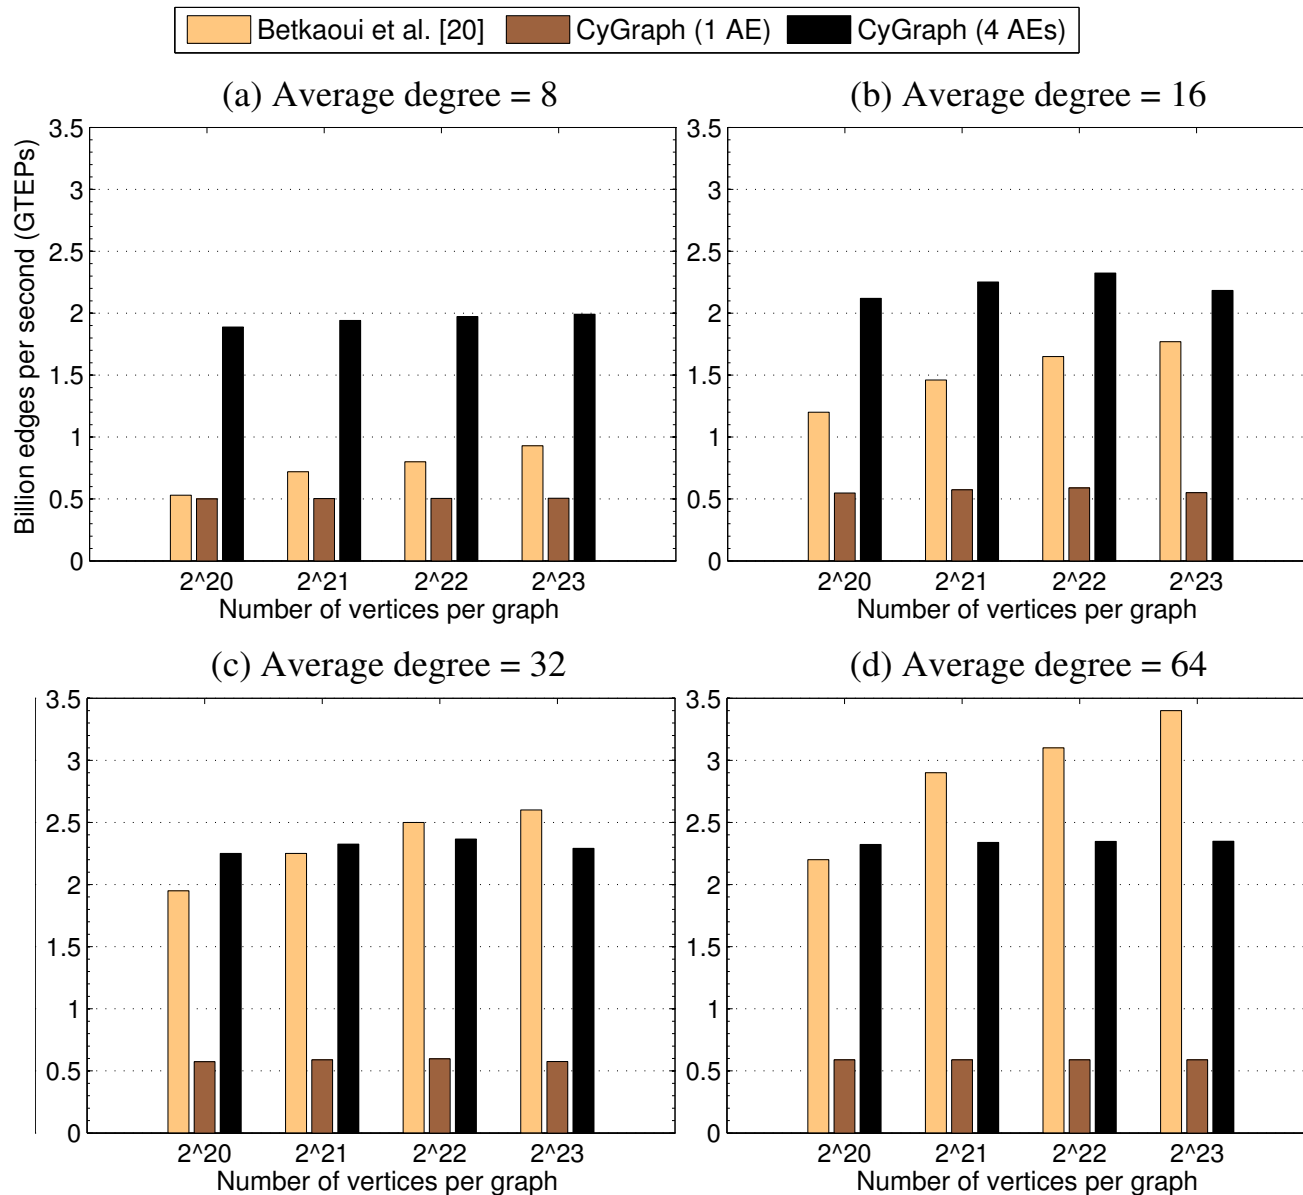 Betkaoui et al. [20] CyGraph (1 AE) CyGraph (4 AEs)
(a) Average degree = 8
3.5
3
2.5
2
1.5
1
0.5
0
Billion edges per second (GTEPs)
2^20 2^21 2^22 2^23
Number of vertices per graph
(b) Average degree = 16
3.5
3
2.5
2
1.5
1
0.5
0
2^20 2^21 2^22 2^23
Number of vertices per graph
(c) Average degree = 32
3.5
3
2.5
2
1.5
1
0.5
0
2^20 2^21 2^22 2^23
Number of vertices per graph
(d) Average degree = 64
3.5
3
2.5
2
1.5
1
0.5
0
2^20 2^21 2^22 2^23
Number of vertices per graph